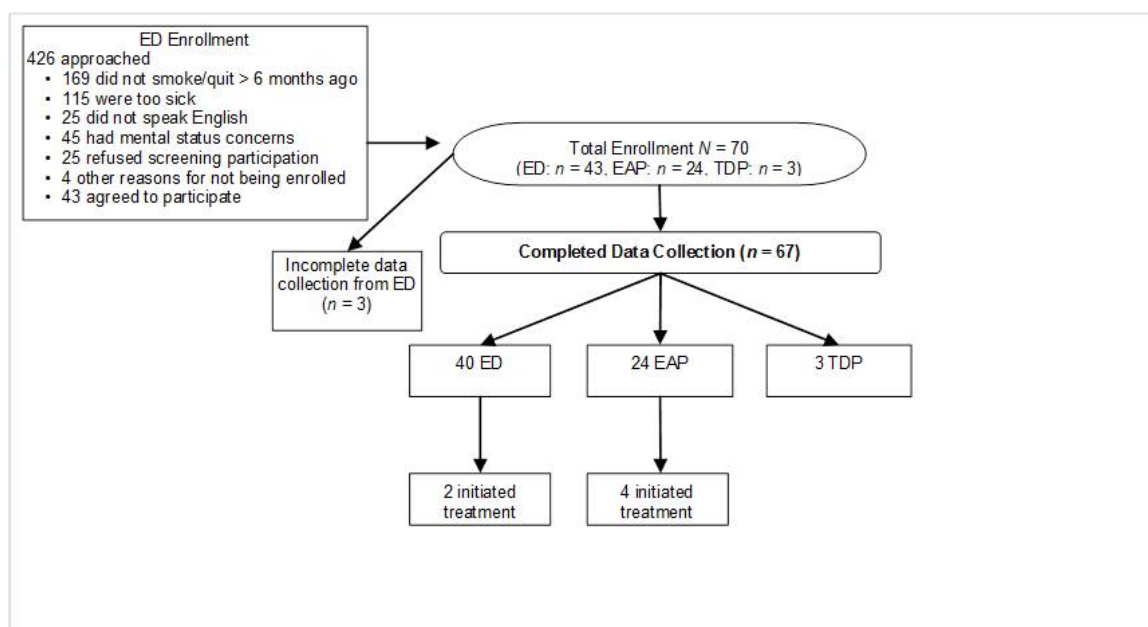 ED Enrollment
426 approached
• 169 did not smoke/quit > 6 months ago
• 115 were too sick
• 25 did not speak English
• 45 had mental status concerns
• 25 refused screening participation
• 4 other reasons for not being enrolled
• 43 agreed to participate
Total Enrollment N = 70
(ED: n = 43, EAP: n = 24, TDP: n = 3)
Completed Data Collection (n = 67)
Incomplete data
collection from ED
(n = 3)
40 ED
24 EAP
3 TDP
2 initiated
treatment
4 initiated
treatment